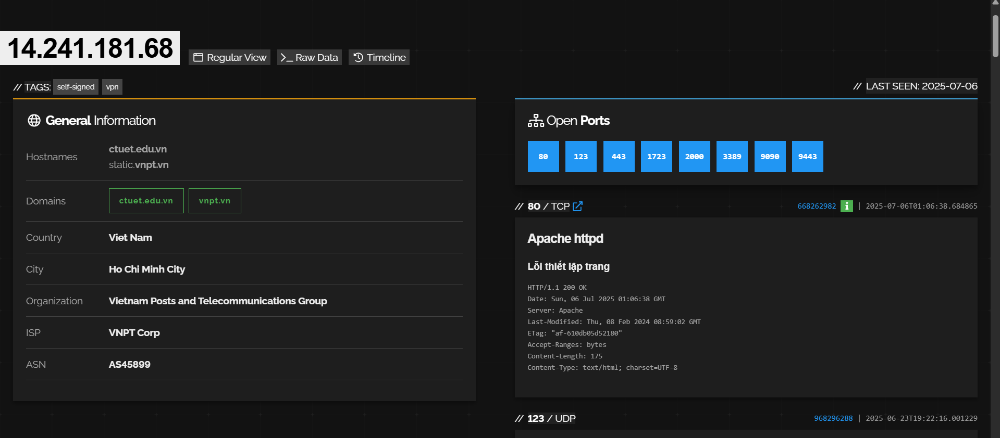 14.241.181.68
Regular View
Raw Data
Timeline
// TAGS: self-signed vpn
// LAST SEEN: 2025-07-06
General Information
Hostnames
ctuet.edu.vn
static.vnpt.vn
Domains
ctuet.edu.vn
vnpt.vn
Country
Viet Nam
City
Ho Chi Minh City
Organization
Vietnam Posts and Telecommunications Group
ISP
VNPT Corp
ASN
AS45899
Open Ports
80
123
443
1723
2000
3389
9090
9443
// 80 / TCP
668262982 | 2025-07-06T01:06:38.684865
Apache httpd
Lỗi thiết lập trang
HTTP/1.1 200 OK
Date: Sun, 06 Jul 2025 01:06:38 GMT
Server: Apache
Last-Modified: Thu, 08 Feb 2024 08:59:02 GMT
ETag: "af-610db05d52180"
Accept-Ranges: bytes
Content-Length: 175
Content-Type: text/html; charset=UTF-8
// 123 / UDP
968296288 | 2025-06-23T19:22:16.001229